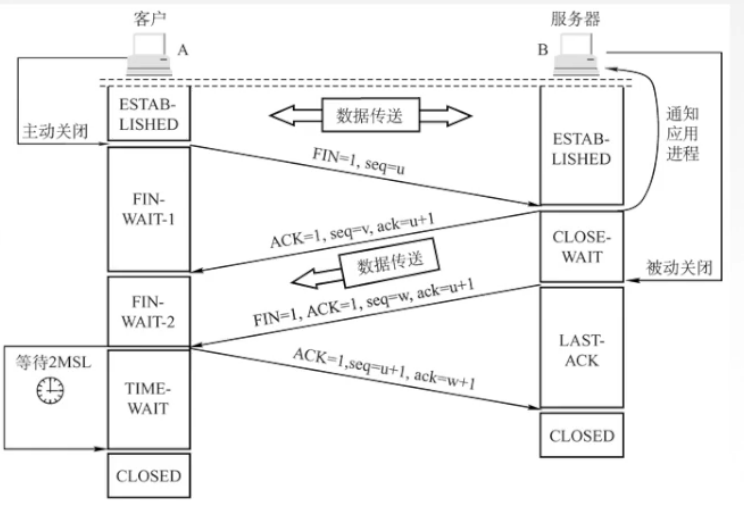 客户
服务器
A
B
ESTAB-
LISHED
数据传送
ESTAB-
LISHED
通知
应用
进程
主动关闭
FIN=1, seq=u
FIN-
WAIT-1
ACK=1, seq=v, ack=u+1
CLOSE-
WAIT
数据传送
被动关闭
FIN-
WAIT-2
FIN=1, ACK=1, seq=w, ack=u+1
LAST-
ACK
等待2MSL
ACK=1,seq=u+1, ack=w+1
TIME-
WAIT
CLOSED
CLOSED